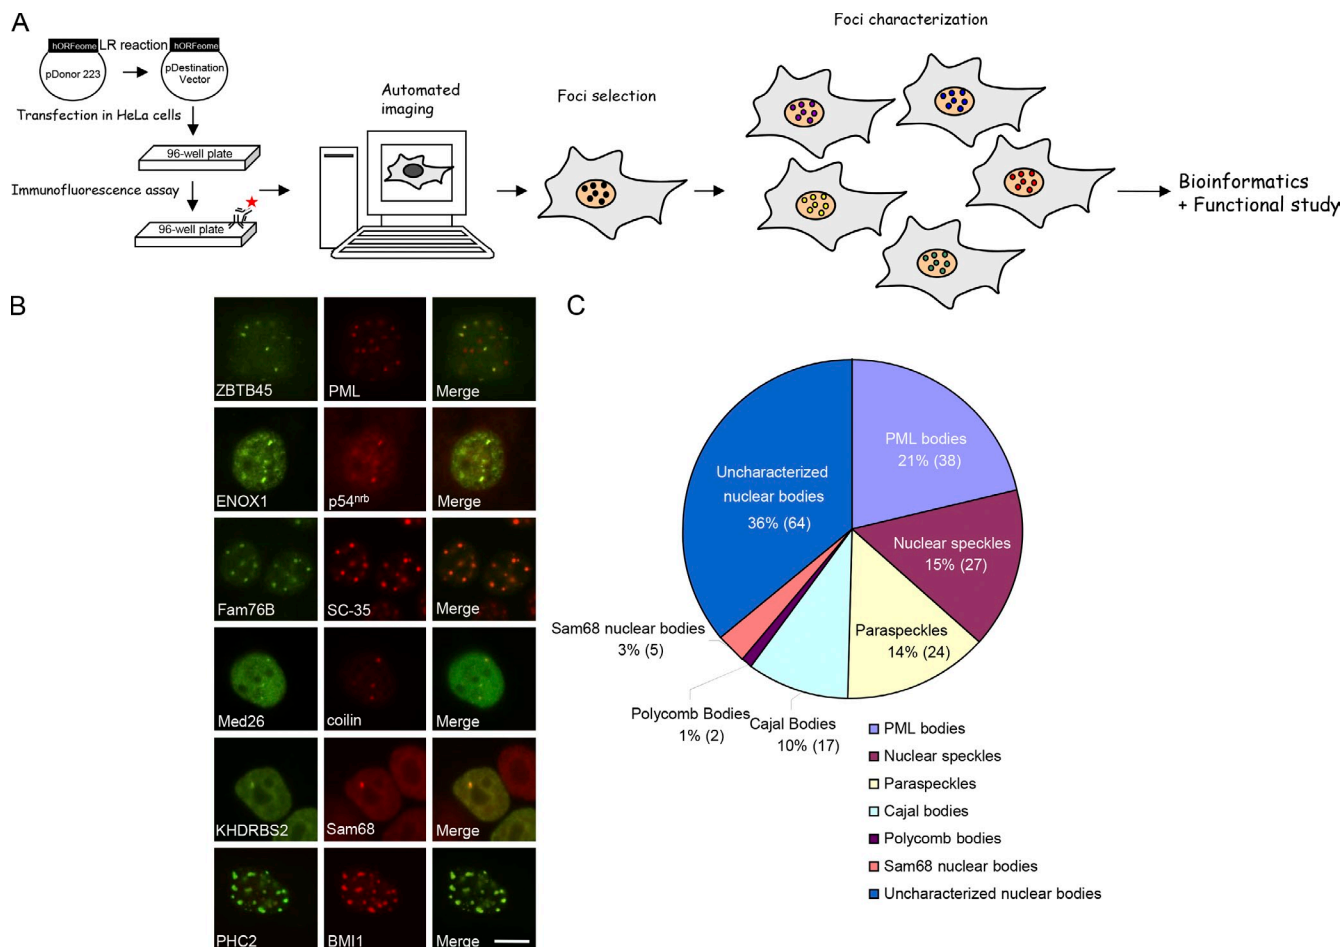 A
hORFeome
LR reaction
hORFeome
pDonor 223
pDestination
Vector
Transfection in HeLa cells
96-well plate
Immunofluorescence assay
96-well plate
Automated
imaging
Foci selection
Foci characterization
Bioinformatics
+ Functional study
B
ZBTB45
PML
Merge
ENOX1
p54nrb
Merge
Fam76B
SC-35
Merge
Med26
coilin
Merge
KHDRBS2
Sam68
Merge
PHC2
BMI1
Merge
C
PML bodies
21% (38)
Uncharacterized
nuclear bodies
36% (64)
Nuclear speckles
15% (27)
Paraspeckles
14% (24)
Sam68 nuclear bodies
3% (5)
Polycomb Bodies
1% (2)
Cajal Bodies
10% (17)
PML bodies
Nuclear speckles
Paraspeckles
Cajal bodies
Polycomb bodies
Sam68 nuclear bodies
Uncharacterized nuclear bodies